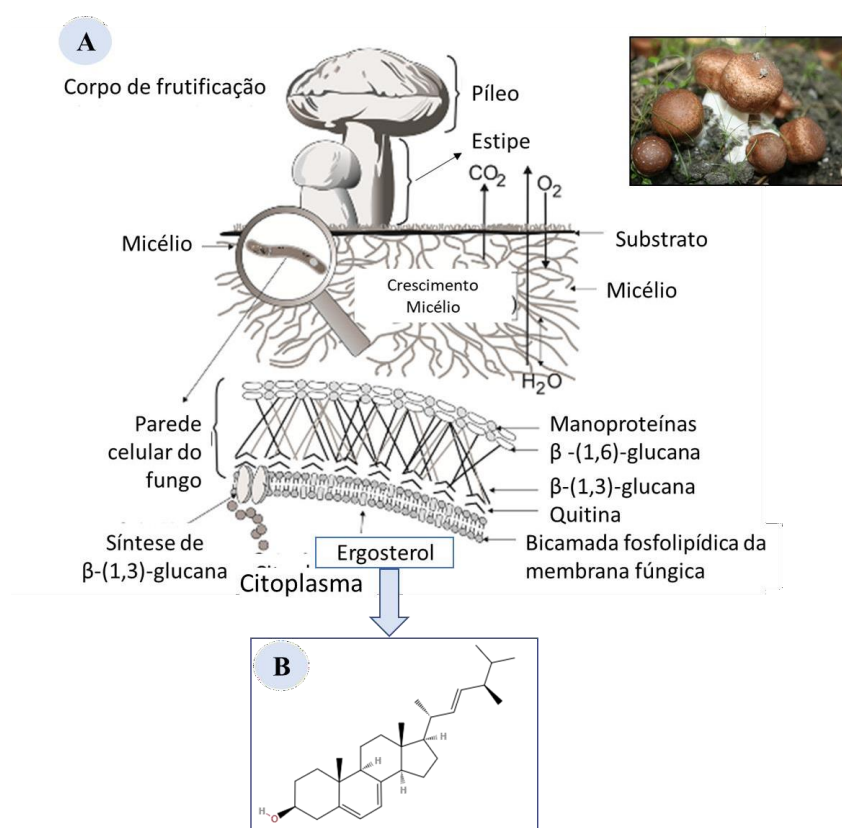 A
Corpo de frutificação
Píleo
Estipe
CO2
O2
Micélio
Substrato
Crescimento
Micélio
)
Micélio
H2O
Parede
celular do
fungo
Manoproteínas
β -(1,6)-glucana
β-(1,3)-glucana
Quitina
Síntese de
β-(1,3)-glucana
Ergosterol
Bicamada fosfolipídica da
membrana fúngica
Citoplasma
B
H
H
H
H
O